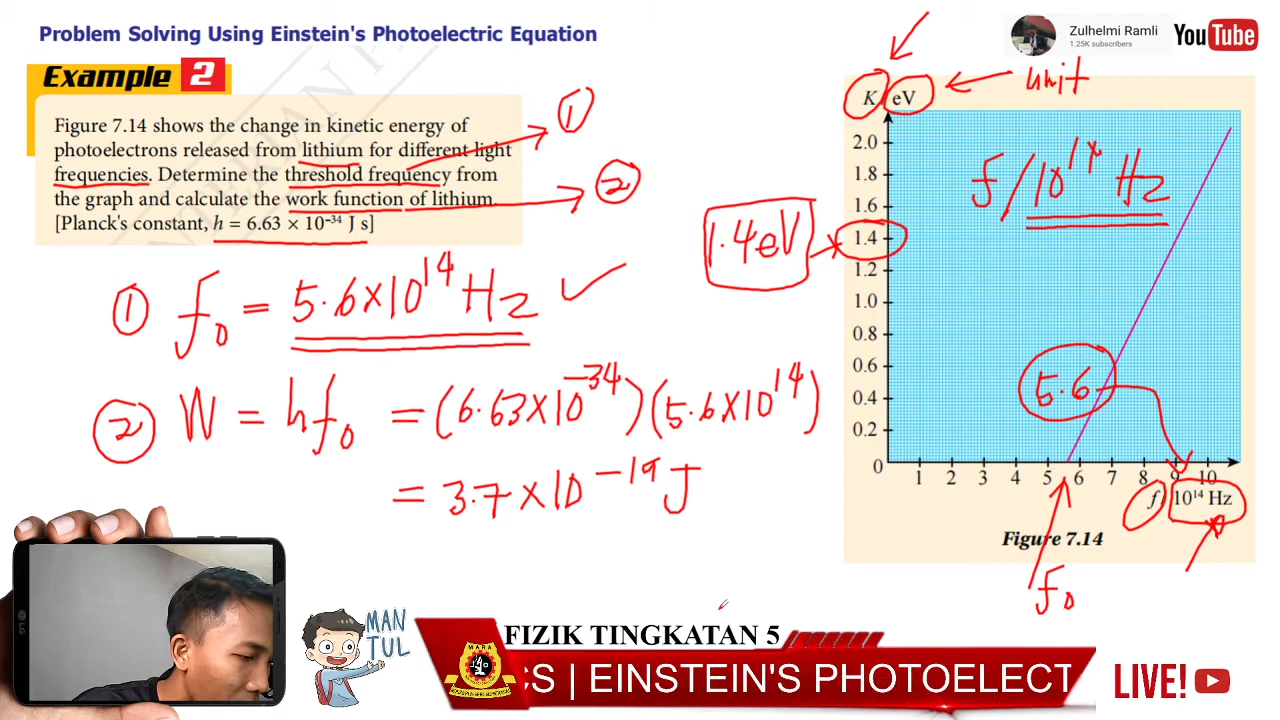 Problem Solving Using Einstein's Photoelectric Equation
Zulhelmi Ramli
1.25K subscribers
YouTube
Example 2
Figure 7.14 shows the change in kinetic energy of
photoelectrons released from lithium for different light
frequencies. Determine the threshold frequency from
the graph and calculate the work function of lithium.
[Planck's constant, h = 6.63 × 10⁻³⁴ J s]
①
②
① f₀ = 5.6×10¹⁴ Hz ✓
② W = hf₀ = (6.63×10⁻³⁴)(5.6×10¹⁴)
= 3.7×10⁻¹⁹ J
K eV
unit
f/10¹⁴ Hz
1.4eV
2.0
1.8
1.6
1.4
1.2
1.0
0.8
0.6
0.4
0.2
0
5.6
1 2 3 4 5 6 7 8 9 10
f 10¹⁴ Hz
Figure 7.14
f₀
MAN
TUL
MARA
FIZIK TINGKATAN 5
CS | EINSTEIN'S PHOTOELECT
LIVE!
LG